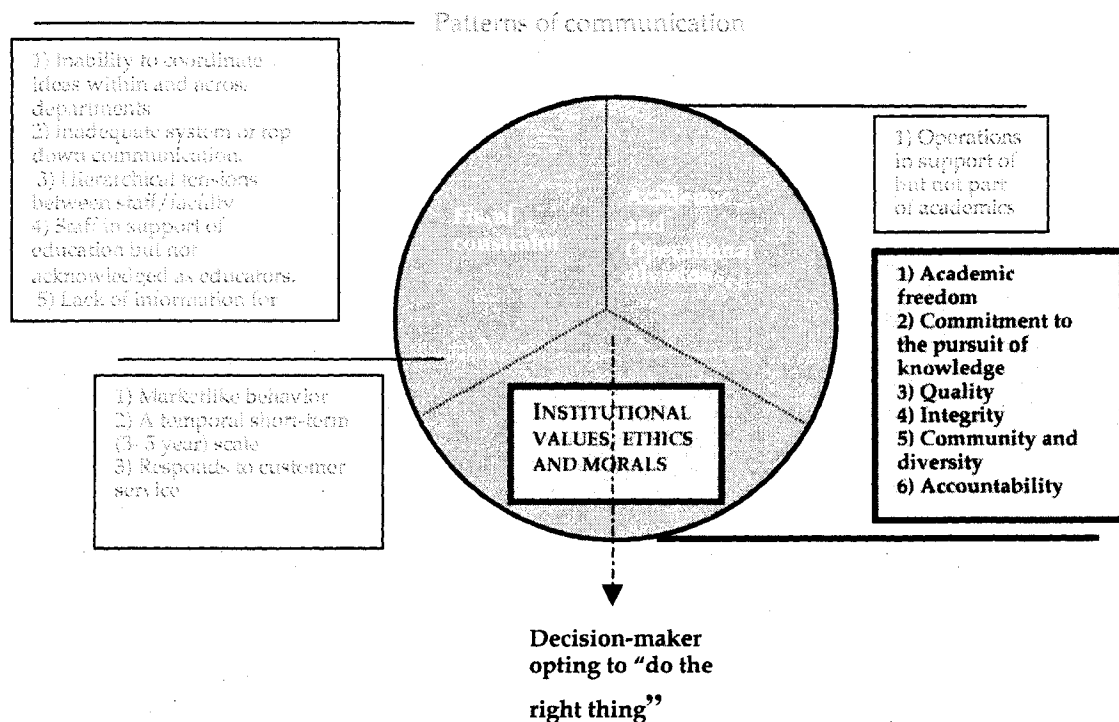 Patterns of communication
1) Inability to coordinate
ideas within and across
departments
2) Inadequate system or top
down communication.
3) Hierarchical tensions
between staff/faculty
4) Staff in support of
education but not
acknowledged as educators.
5) Lack of information for
1) Operations
in support of
but not part
of academics
Fiscal
constraint
Academy
and
Operational
1) Academic
freedom
2) Commitment to
the pursuit of
knowledge
3) Quality
4) Integrity
5) Community and
diversity
6) Accountability
1) Marketlike behavior
2) A temporal short-term
(3- 5 year) scale
3) Responds to customer
service
INSTITUTIONAL
VALUES, ETHICS
AND MORALS
Decision-maker
opting to "do the
right thing"